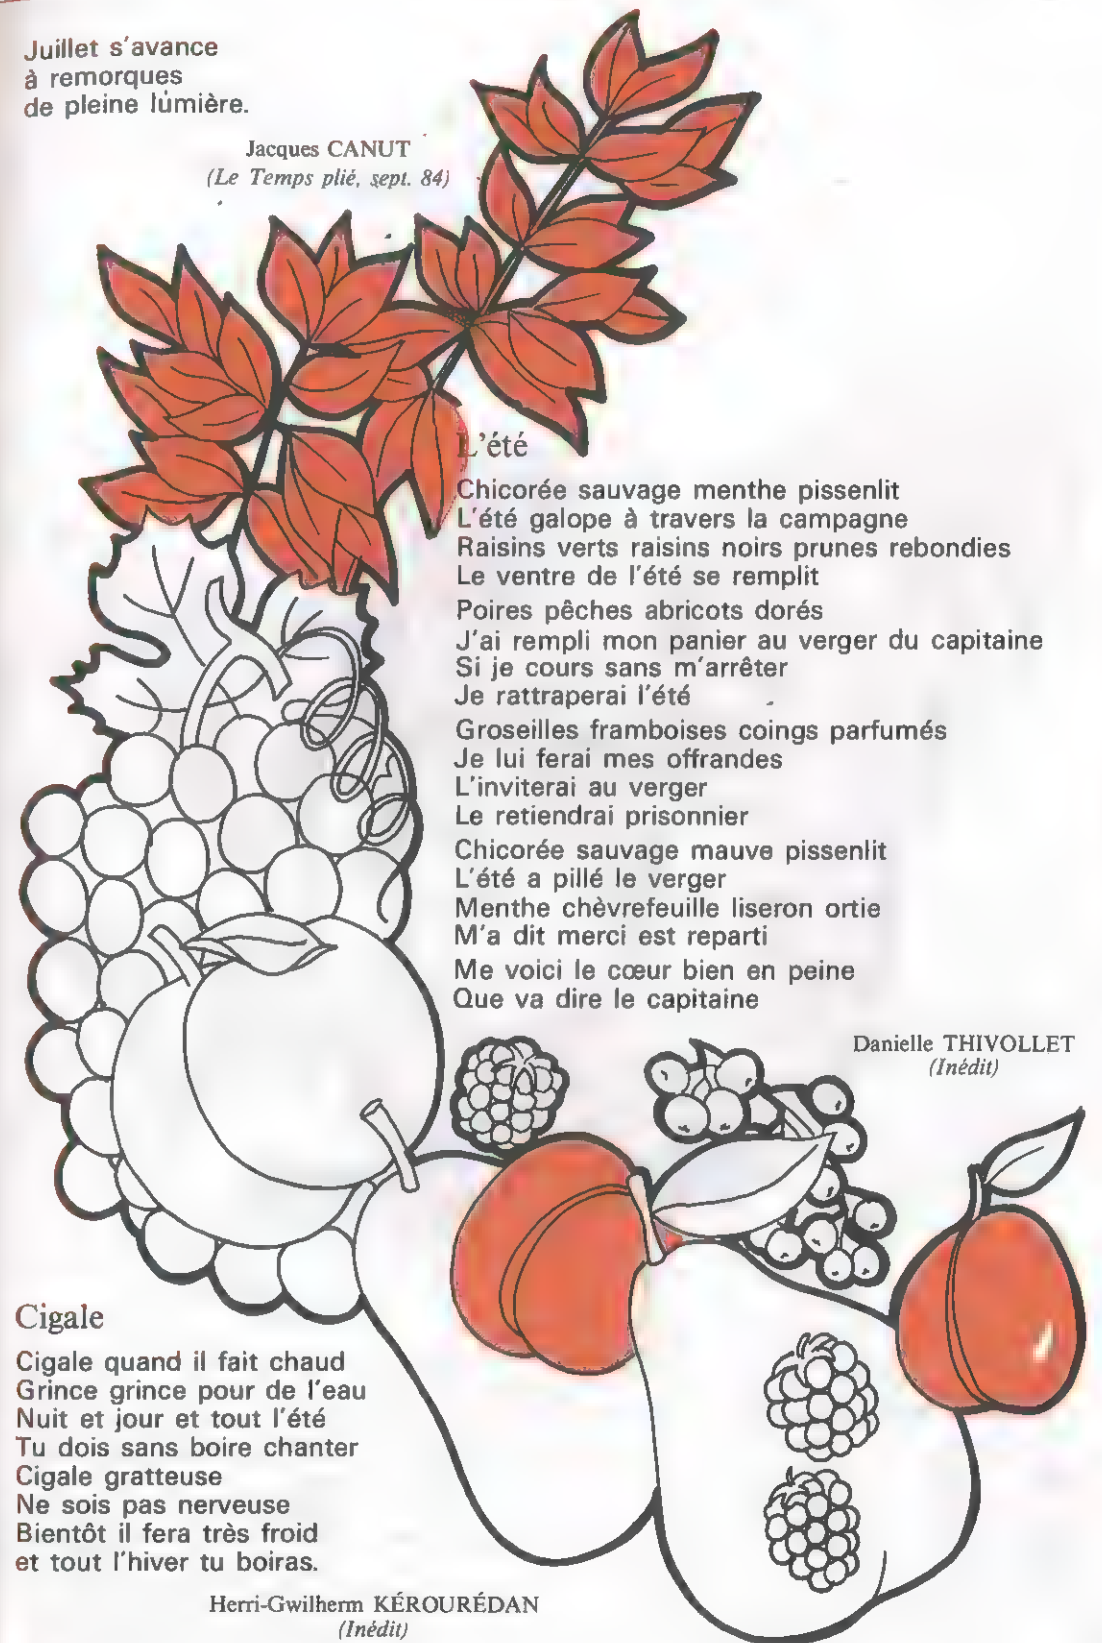 Juillet s'avance
à remorques
de pleine lumière.
Jacques CANUT
(Le Temps plié, sept. 84)
L'été
Chicorée sauvage menthe pissenlit
L'été galope à travers la campagne
Raisins verts raisins noirs prunes rebondies
Le ventre de l'été se remplit
Poires pêches abricots dorés
J'ai rempli mon panier au verger du capitaine
Si je cours sans m'arrêter
Je rattraperai l'été
Groseilles framboises coings parfumés
Je lui ferai mes offrandes
L'inviterai au verger
Le retiendrai prisonnier
Chicorée sauvage mauve pissenlit
L'été a pillé le verger
Menthe chèvrefeuille liseron ortie
M'a dit merci est reparti
Me voici le cœur bien en peine
Que va dire le capitaine
Danielle THIVOLLET
(Inédit)
Cigale
Cigale quand il fait chaud
Grince grince pour de l'eau
Nuit et jour et tout l'été
Tu dois sans boire chanter
Cigale gratteuse
Ne sois pas nerveuse
Bientôt il fera très froid
et tout l'hiver tu boiras.
Herri-Gwilherm KÉROURÉDAN
(Inédit)